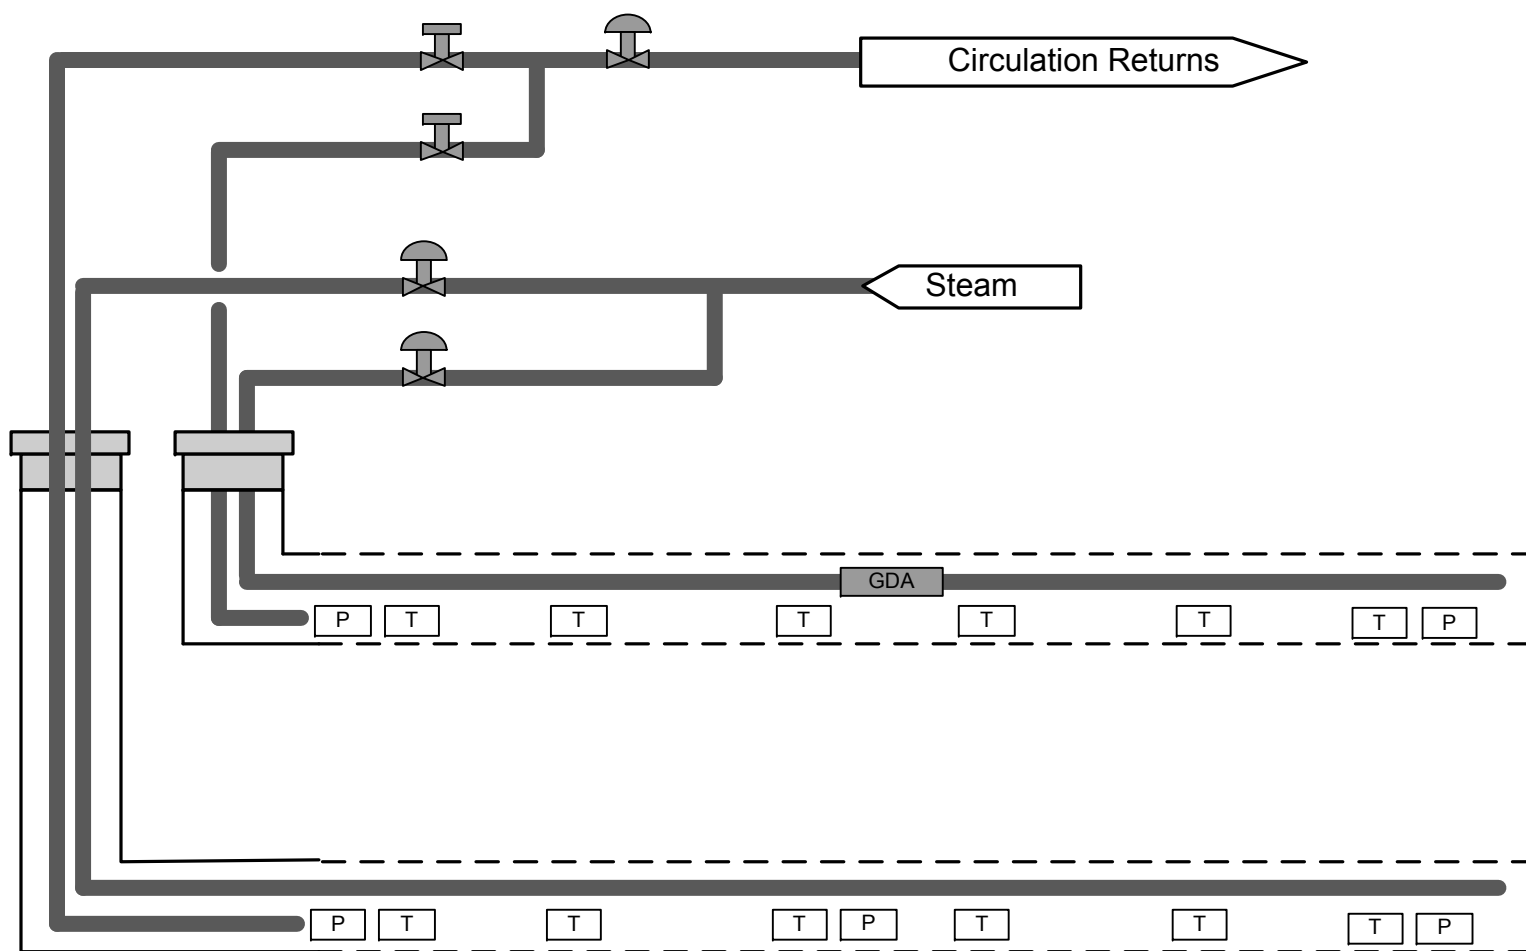 Circulation Returns
Steam
GDA
P T T T T T T P
P T T T P T T T P